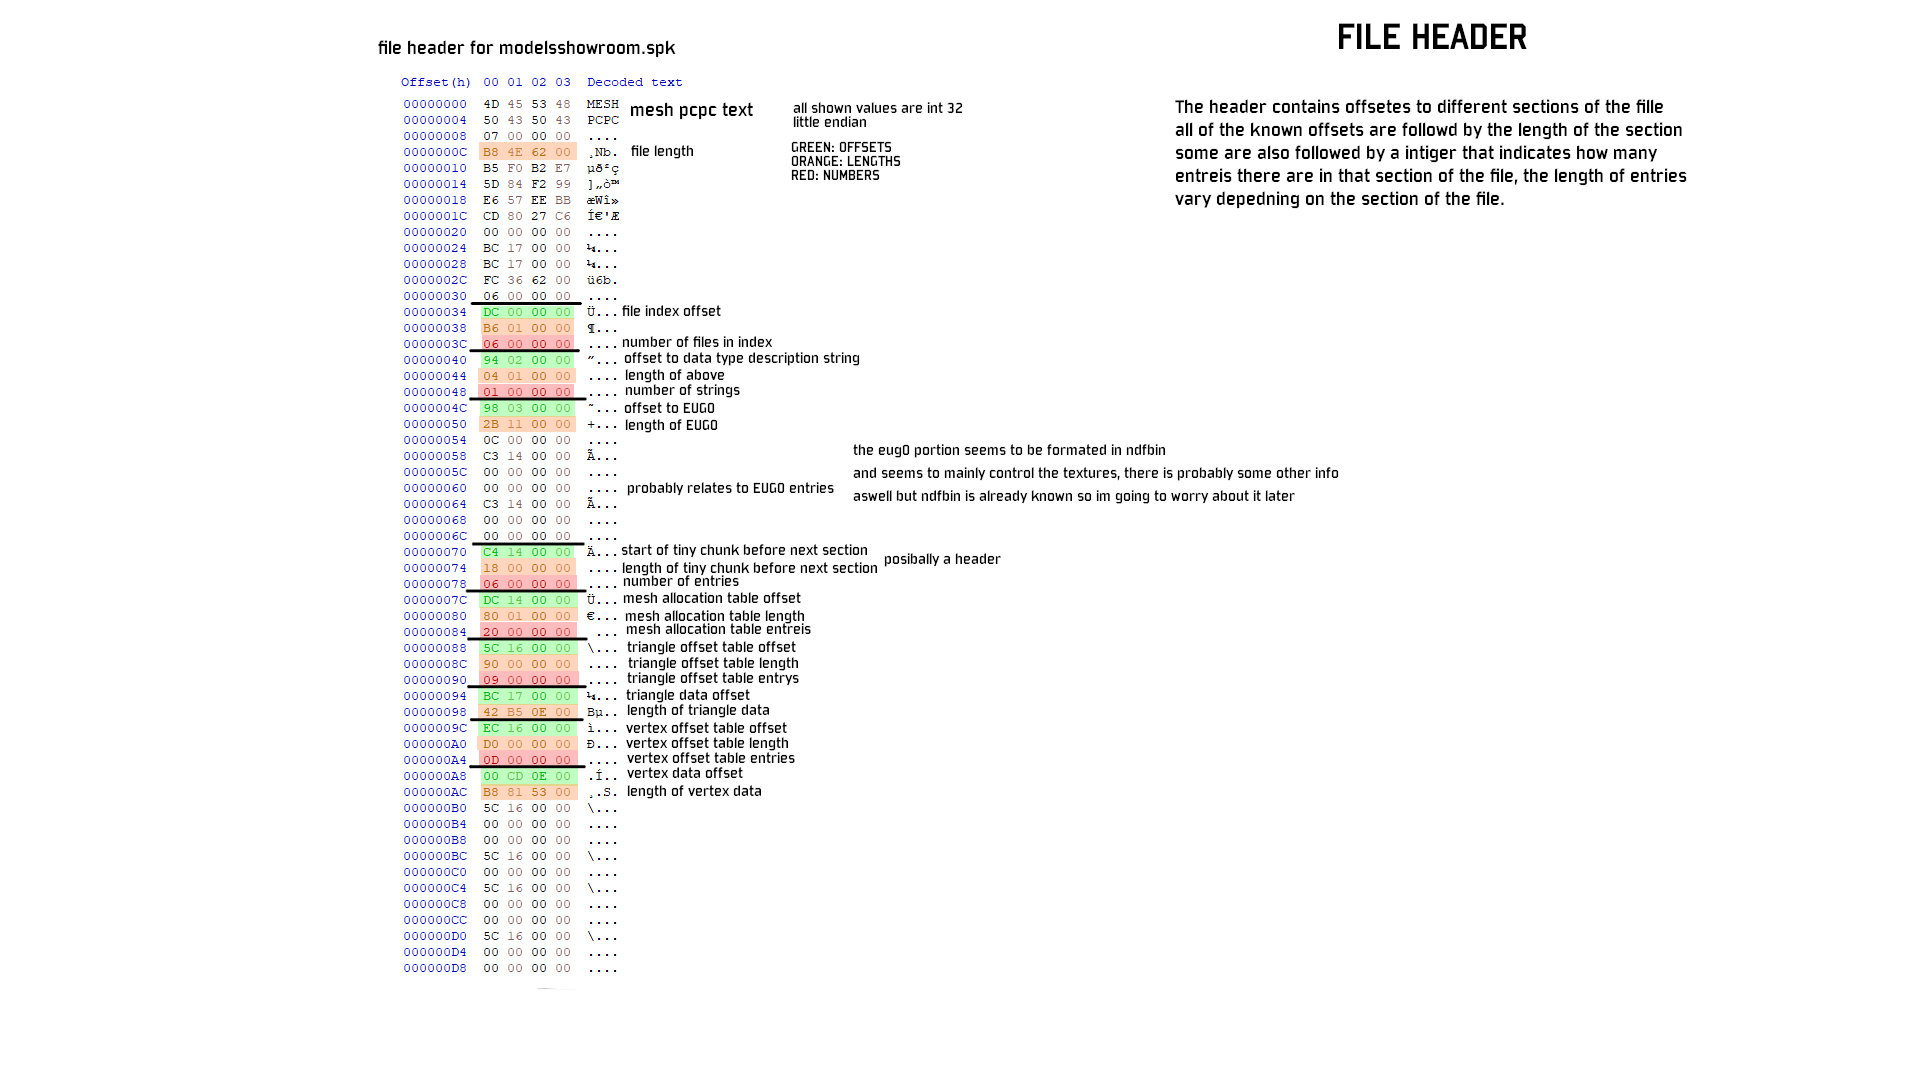 FILE HEADER
file header for modelsshowroom.spk
Offset(h) 00 01 02 03 Decoded text
00000000 4D 45 53 48 MESH
mesh pcpc text
all shown values are int 32
little endian
00000004 50 43 50 43 PCPC
00000008 07 00 00 00 ....
GREEN: OFFSETS
ORANGE: LENGTHS
RED: NUMBERS
0000000C B8 4E 62 00 ¸Nb. file length
00000010 B5 F0 B2 E7 µð²ç
00000014 5D 84 F2 99 ]„ò™
00000018 E6 57 EE BB æWî»
0000001C CD 80 27 C6 Í€'Æ
00000020 00 00 00 00 ....
00000024 BC 17 00 00 ¼...
00000028 BC 17 00 00 ¼...
0000002C FC 36 62 00 ü6b.
00000030 06 00 00 00 ....
00000034 DC 00 00 00 Ü... file index offset
00000038 B6 01 00 00 ¶...
0000003C 06 00 00 00 .... number of files in index
00000040 94 02 00 00 ”... offset to data type description string
00000044 04 01 00 00 .... length of above
00000048 01 00 00 00 .... number of strings
0000004C 98 03 00 00 ˜... offset to EUG0
00000050 2B 11 00 00 +... length of EUG0
00000054 0C 00 00 00 ....
00000058 C3 14 00 00 Ã...
0000005C 00 00 00 00 ....
00000060 00 00 00 00 .... probably relates to EUG0 entries
00000064 C3 14 00 00 Ã...
00000068 00 00 00 00 ....
0000006C 00 00 00 00 ....
the eug0 portion seems to be formated in ndfbin
and seems to mainly control the textures, there is probably some other info
aswell but ndfbin is already known so im going to worry about it later
00000070 C4 14 00 00 Ä... start of tiny chunk before next section
posibally a header
00000074 18 00 00 00 .... length of tiny chunk before next section
00000078 06 00 00 00 .... number of entries
0000007C DC 14 00 00 Ü... mesh allocation table offset
00000080 80 01 00 00 €... mesh allocation table length
00000084 20 00 00 00  ... mesh allocation table entreis
00000088 5C 16 00 00 \... triangle offset table offset
0000008C 90 00 00 00 .... triangle offset table length
00000090 09 00 00 00 .... triangle offset table entrys
00000094 BC 17 00 00 ¼... triangle data offset
00000098 42 B5 0E 00 Bµ.. length of triangle data
0000009C EC 16 00 00 ì... vertex offset table offset
000000A0 D0 00 00 00 Ð... vertex offset table length
000000A4 0D 00 00 00 .... vertex offset table entries
000000A8 00 CD 0E 00 .Í.. vertex data offset
000000AC B8 81 53 00 ¸.S. length of vertex data
000000B0 5C 16 00 00 \...
000000B4 00 00 00 00 ....
000000B8 00 00 00 00 ....
000000BC 5C 16 00 00 \...
000000C0 00 00 00 00 ....
000000C4 5C 16 00 00 \...
000000C8 00 00 00 00 ....
000000CC 00 00 00 00 ....
000000D0 5C 16 00 00 \...
000000D4 00 00 00 00 ....
000000D8 00 00 00 00 ....
The header contains offsetes to different sections of the fille
all of the known offsets are followd by the length of the section
some are also followed by a intiger that indicates how many
entreis there are in that section of the file, the length of entries
vary depedning on the section of the file.